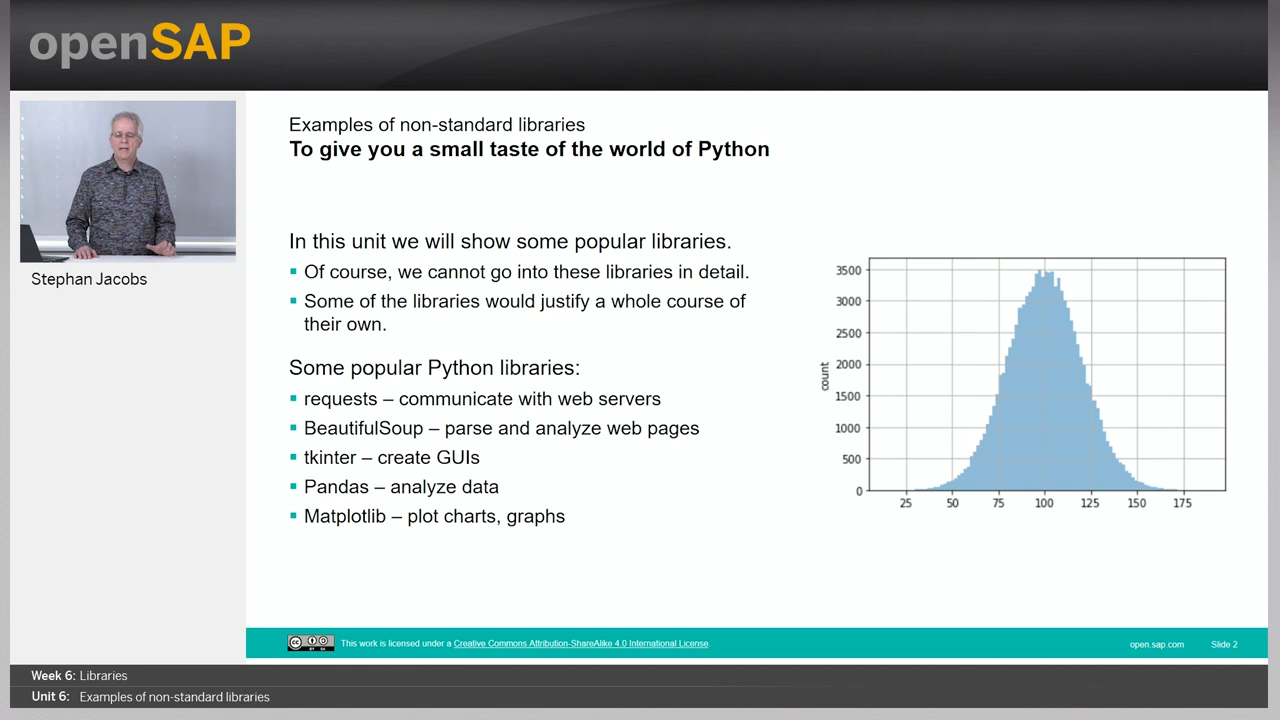 openSAP
Stephan Jacobs
Examples of non-standard libraries
To give you a small taste of the world of Python
In this unit we will show some popular libraries.
Of course, we cannot go into these libraries in detail.
Some of the libraries would justify a whole course of
their own.
Some popular Python libraries:
requests – communicate with web servers
BeautifulSoup – parse and analyze web pages
tkinter – create GUIs
Pandas – analyze data
Matplotlib – plot charts, graphs
3500
3000
2500
2000
1500
1000
500
0
count
25 50 75 100 125 150 175
cc BY SA
This work is licensed under a Creative Commons Attribution-ShareAlike 4.0 International License.
open.sap.com
Slide 2
Week 6: Libraries
Unit 6: Examples of non-standard libraries